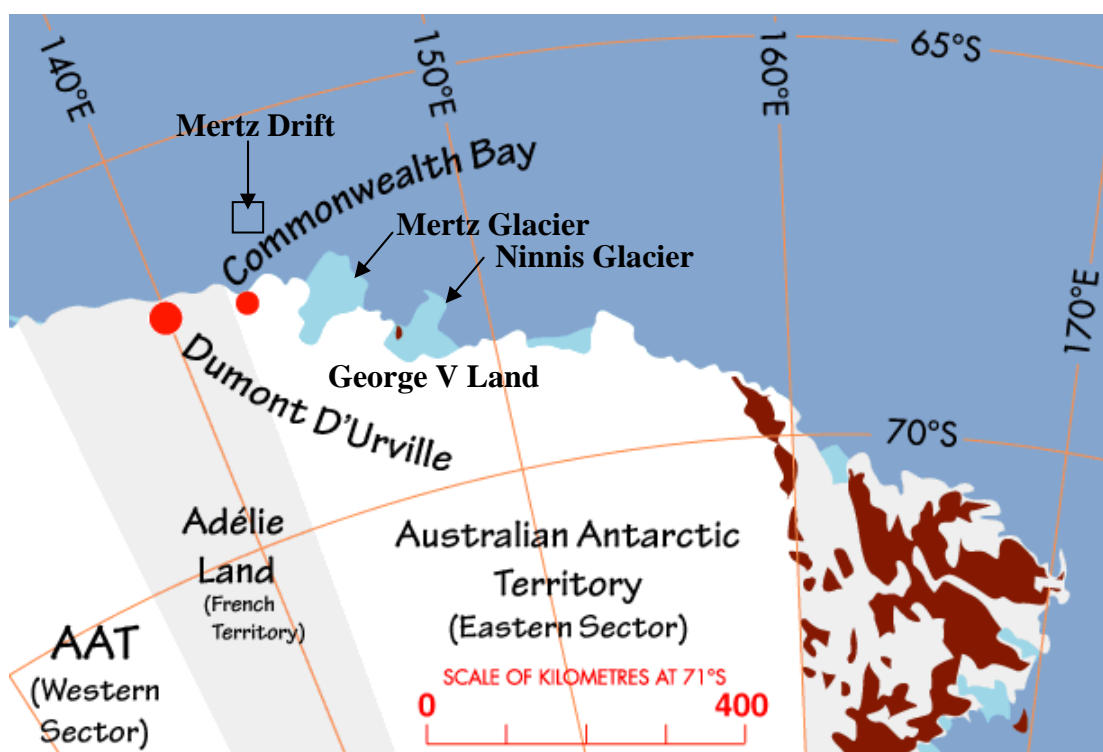 140°E
150°E
160°E
65°S
Mertz Drift
Commonwealth Bay
Mertz Glacier
Ninnis Glacier
170°E
George V Land
Dumont D'Urville
70°S
Adélie
Land
(French
Territory)
Australian Antarctic
Territory
(Eastern Sector)
AAT
(Western
Sector)
SCALE OF KILOMETRES AT 71°S
0
400